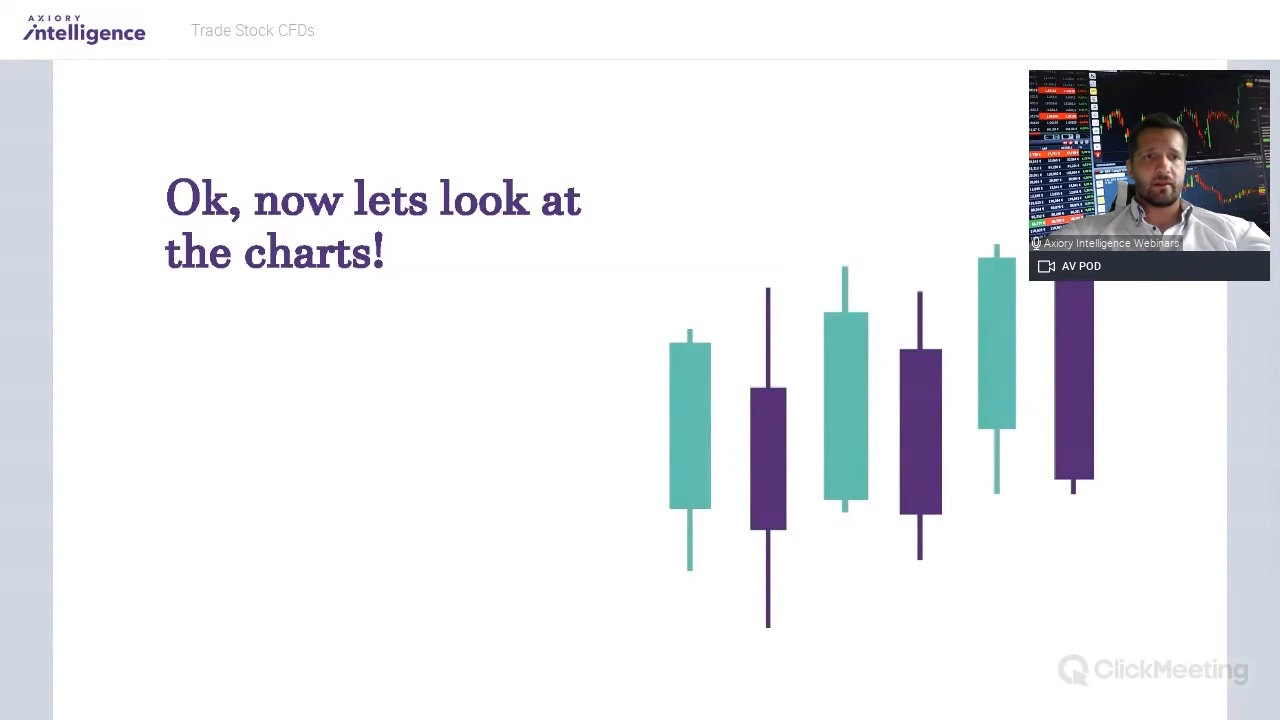 AXIORY
intelligence
Trade Stock CFDs
Ok, now lets look at
the charts!
Axiory Intelligence Webinars
AV POD
ClickMeeting